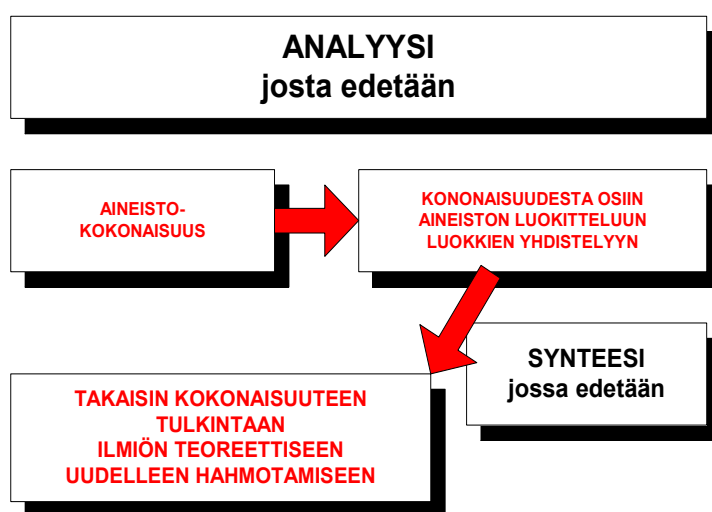 ANALYYSI
josta edetään
AINEISTO-
KOKONAISUUS
KONONAISUUDESTA OSIIN
AINEISTON LUOKITTELUUN
LUOKKIEN YHDISTELYYN
SYNTEESI
jossa edetään
TAKAISIN KOKONAISUUTEEN
TULKINTAAN
ILMIÖN TEOREETTISEEN
UUDELLEEN HAHMOTAMISEEN